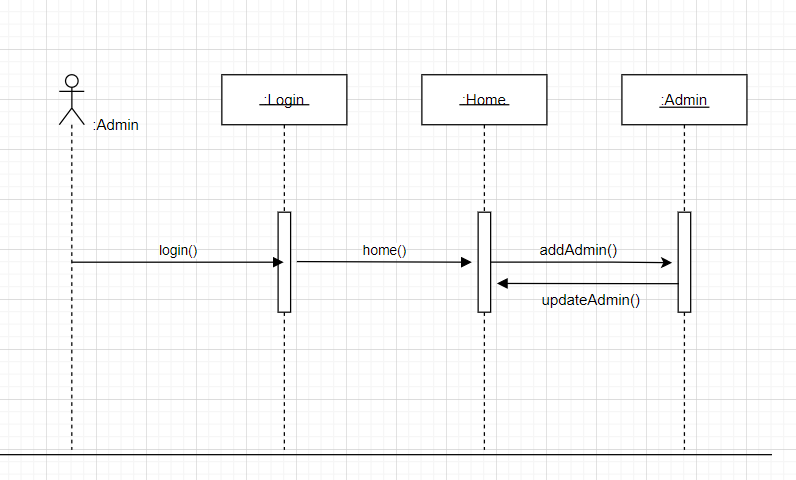 :Login
:Home
:Admin
:Admin
login()
home()
addAdmin()
updateAdmin()